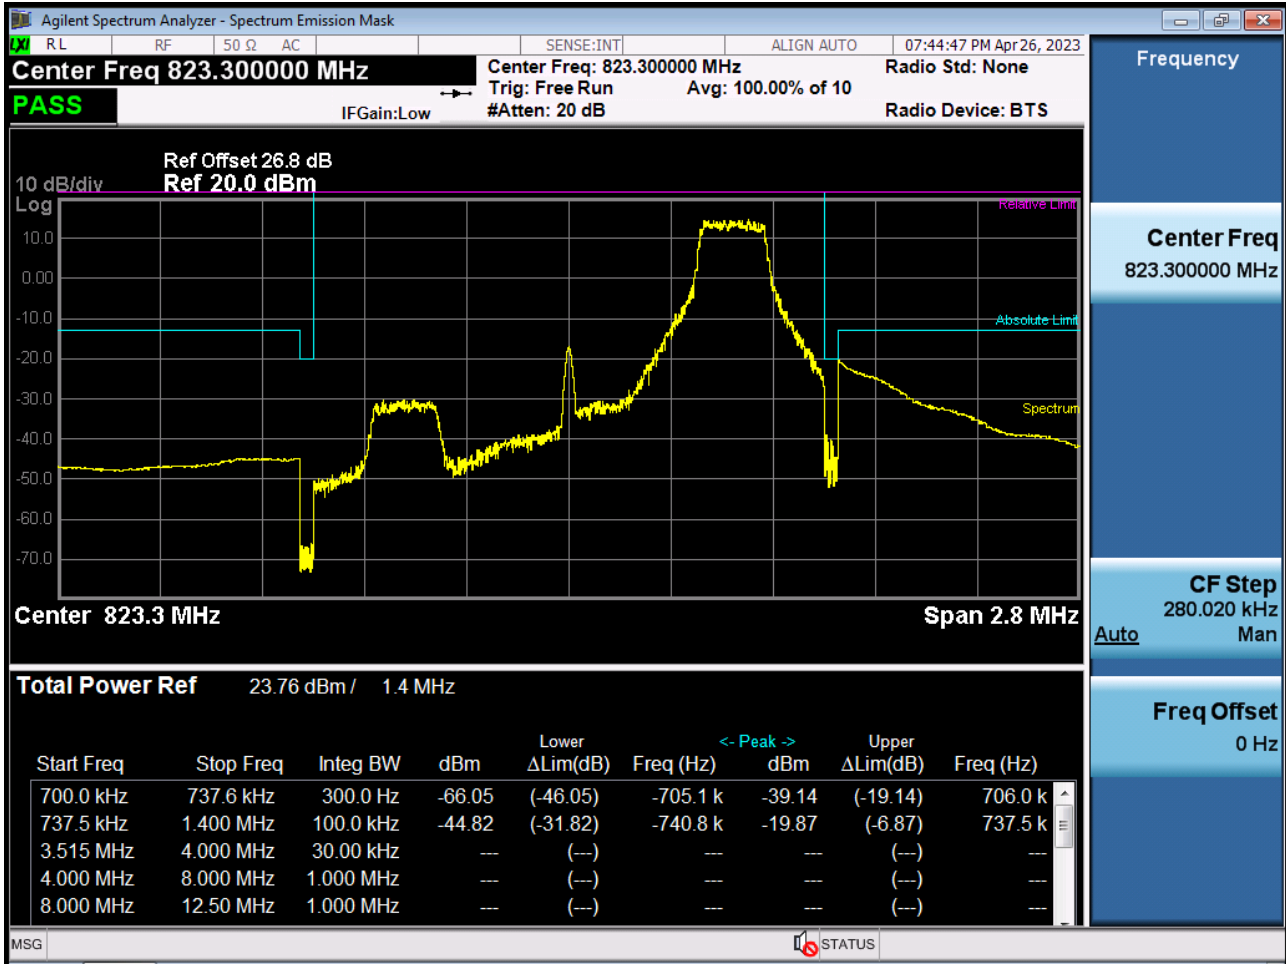 Agilent Spectrum Analyzer - Spectrum Emission Mask
LXI RL RF 50 Ω AC SENSE:INT ALIGN AUTO 07:44:47 PM Apr 26, 2023
Center Freq 823.300000 MHz
Center Freq: 823.300000 MHz
Radio Std: None
Trig: Free Run Avg: 100.00% of 10
PASS
IFGain:Low
#Atten: 20 dB
Radio Device: BTS
Ref Offset 26.8 dB
10 dB/div Ref 20.0 dBm
Log
Relative Limit
10.0
0.00
-10.0
Absolute Limit
-20.0
-30.0
Spectrum
-40.0
-50.0
-60.0
-70.0
Center 823.3 MHz Span 2.8 MHz
Total Power Ref 23.76 dBm / 1.4 MHz
Lower <- Peak -> Upper
Start Freq Stop Freq Integ BW dBm ΔLim(dB) Freq (Hz) dBm ΔLim(dB) Freq (Hz)
700.0 kHz 737.6 kHz 300.0 Hz -66.05 (-46.05) -705.1 k -39.14 (-19.14) 706.0 k
737.5 kHz 1.400 MHz 100.0 kHz -44.82 (-31.82) -740.8 k -19.87 (-6.87) 737.5 k
3.515 MHz 4.000 MHz 30.00 kHz --- (---) --- --- (---) ---
4.000 MHz 8.000 MHz 1.000 MHz --- (---) --- --- (---) ---
8.000 MHz 12.50 MHz 1.000 MHz --- (---) --- --- (---) ---
MSG STATUS
Frequency
Center Freq
823.300000 MHz
CF Step
280.020 kHz
Auto Man
Freq Offset
0 Hz